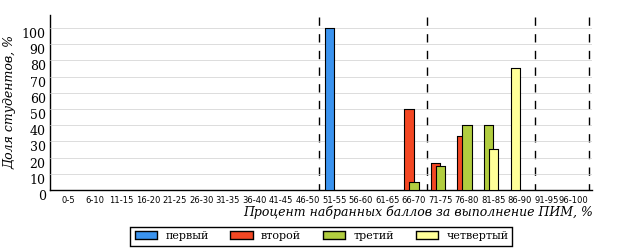 Доля студентов, %
100
90
80
70
60
50
40
30
20
10
0
0-5 6-10 11-15 16-20 21-25 26-30 31-35 36-40 41-45 46-50 51-55 56-60 61-65 66-70 71-75 76-80 81-85 86-90 91-95 96-100
Процент набранных баллов за выполнение ПИМ, %
первый второй третий четвертый